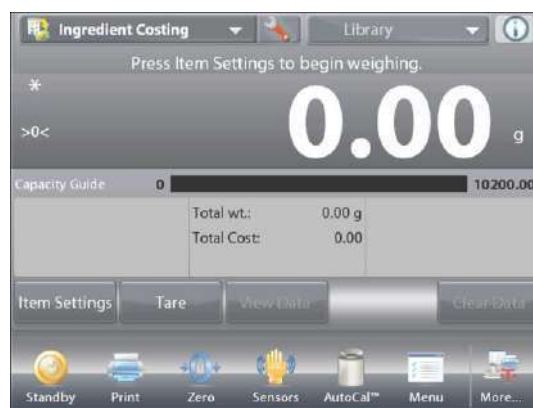 Ingredient Costing Library
Press Item Settings to begin weighing.
*
>0< 0.00 g
Capacity Guide 0 10200.00
Total wt.: 0.00 g
Total Cost: 0.00
Item Settings Tare View Data Clear Data
Standby Print Zero Sensors AutoCal™ Menu More...